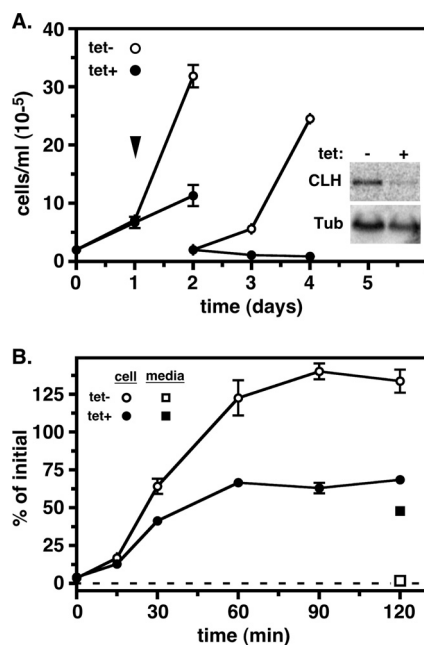 A.
tet-
tet+
40
30
20
10
0
cells/ml (10-5)
0 1 2 3 4 5
time (days)
tet: - +
CLH
Tub
B.
cell media
tet-
tet+
125
100
75
50
25
0
% of initial
0 30 60 90 120
time (min)